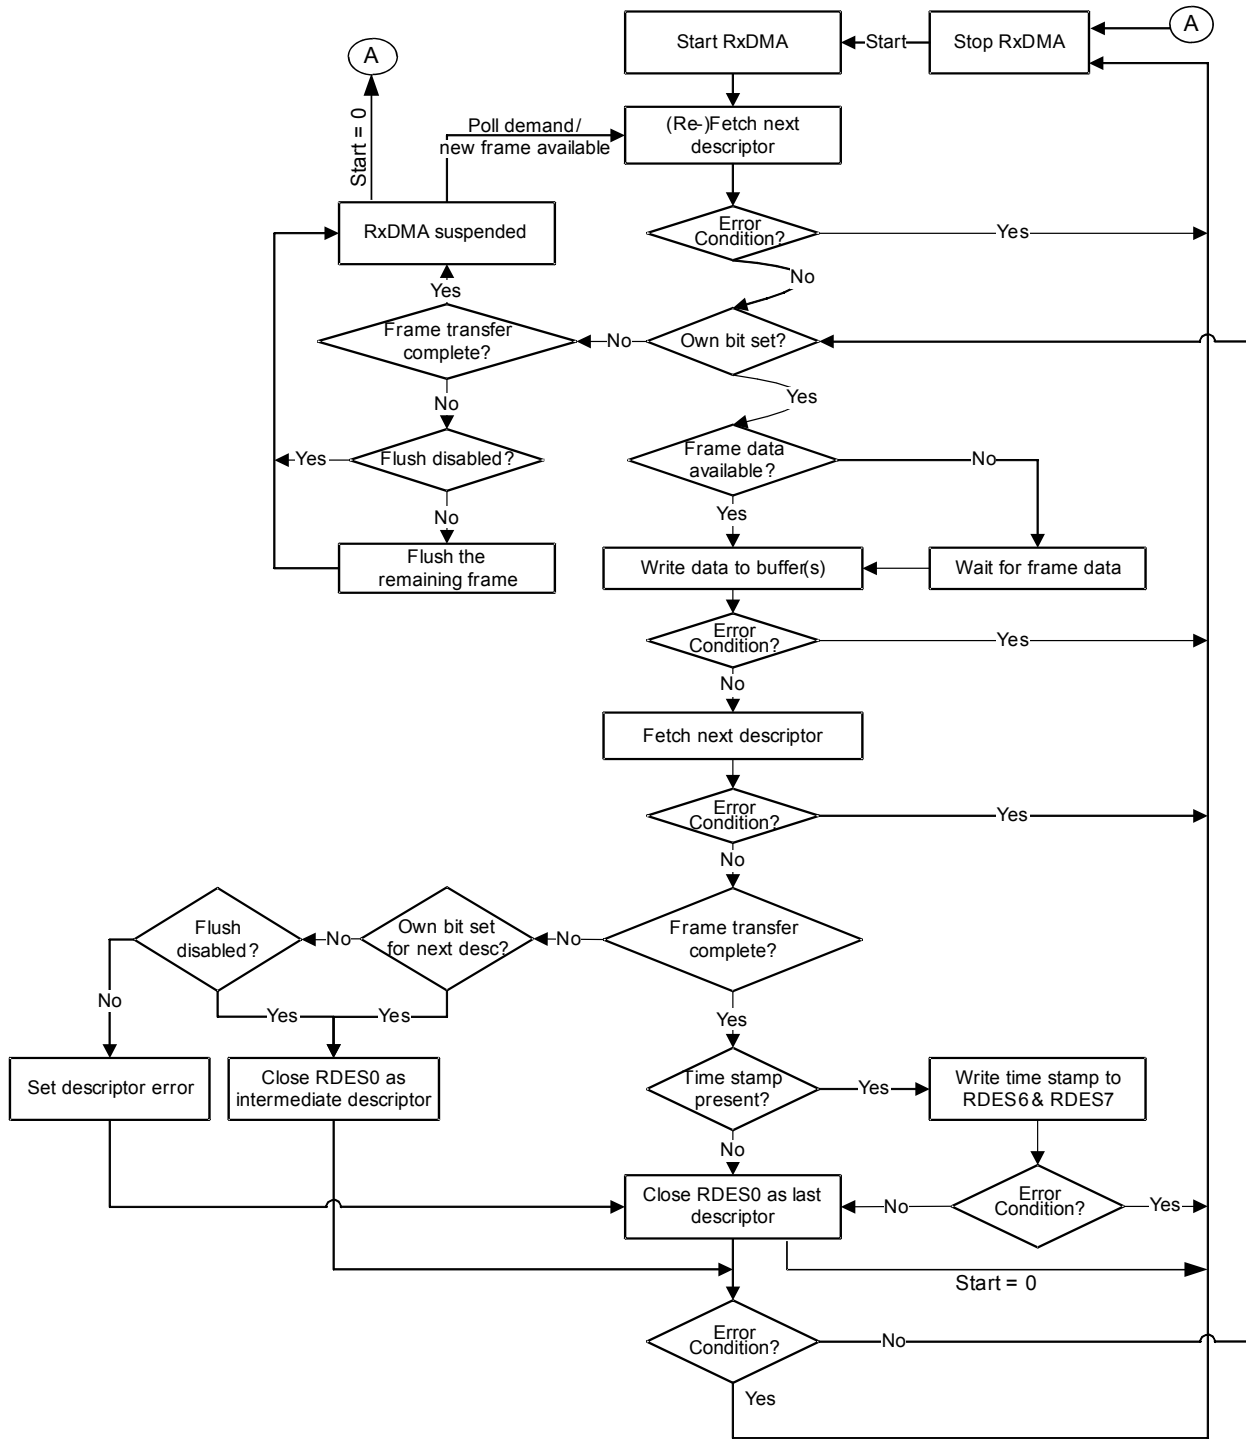 A
Start RxDMA
Start
Stop RxDMA
A
Start = 0
Poll demand/
new frame available
(Re-)Fetch next
descriptor
RxDMA suspended
Error
Condition?
Yes
No
Yes
Frame transfer
complete?
No
Own bit set?
No
Yes
Flush disabled?
Yes
Frame data
available?
No
No
Yes
Flush the
remaining frame
Write data to buffer(s)
Wait for frame data
Error
Condition?
Yes
No
Fetch next descriptor
Error
Condition?
Yes
No
Flush
disabled?
No
Own bit set
for next desc?
No
Frame transfer
complete?
No
Yes
Yes
Yes
Set descriptor error
Close RDES0 as
intermediate descriptor
Time stamp
present?
Yes
Write time stamp to
RDES6 & RDES7
No
Close RDES0 as last
descriptor
No
Error
Condition?
Yes
Start = 0
Error
Condition?
No
Yes